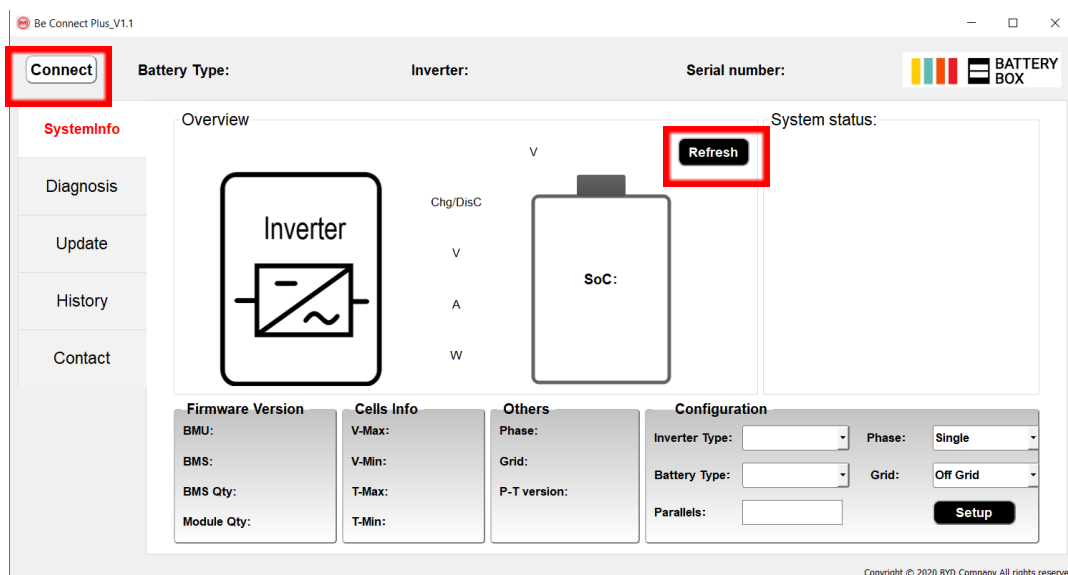 Be Connect Plus_V1.1
Connect
Battery Type:
Inverter:
Serial number:
BATTERY
BOX
SystemInfo
Diagnosis
Update
History
Contact
Overview
V
Refresh
Chg/DisC
V
A
W
Inverter
SoC:
System status:
Firmware Version
BMU:
BMS:
BMS Qty:
Module Qty:
Cells Info
V-Max:
V-Min:
T-Max:
T-Min:
Others
Phase:
Grid:
P-T version:
Configuration
Inverter Type:
Phase: Single
Battery Type:
Grid: Off Grid
Parallels:
Setup
Copyright © 2020 BYD Company All rights reserve